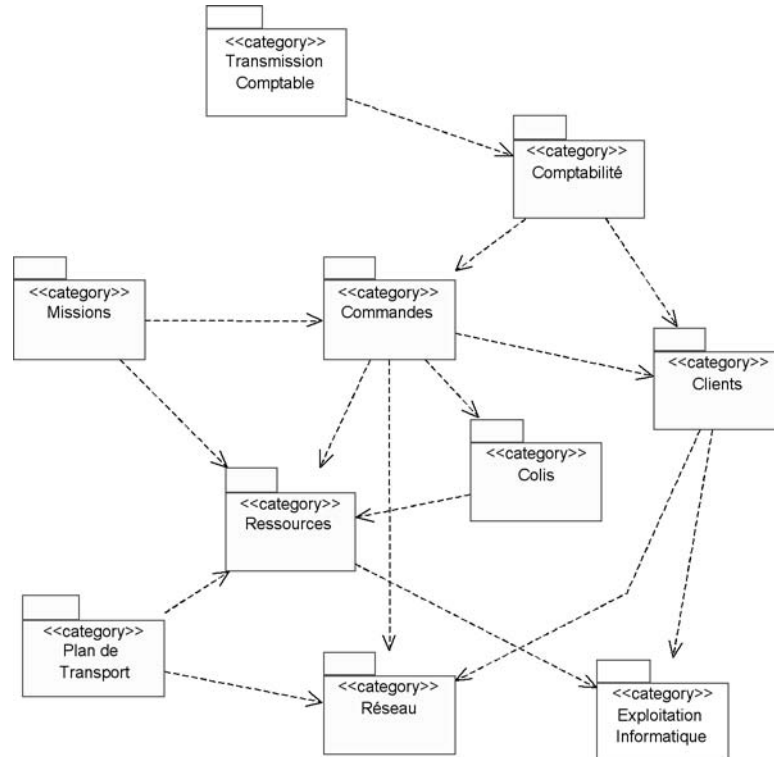 <<category>>
Transmission
Comptable
<<category>>
Comptabilité
<<category>>
Missions
<<category>>
Commandes
<<category>>
Clients
<<category>>
Colis
<<category>>
Ressources
<<category>>
Plan de
Transport
<<category>>
Réseau
<<category>>
Exploitation
Informatique